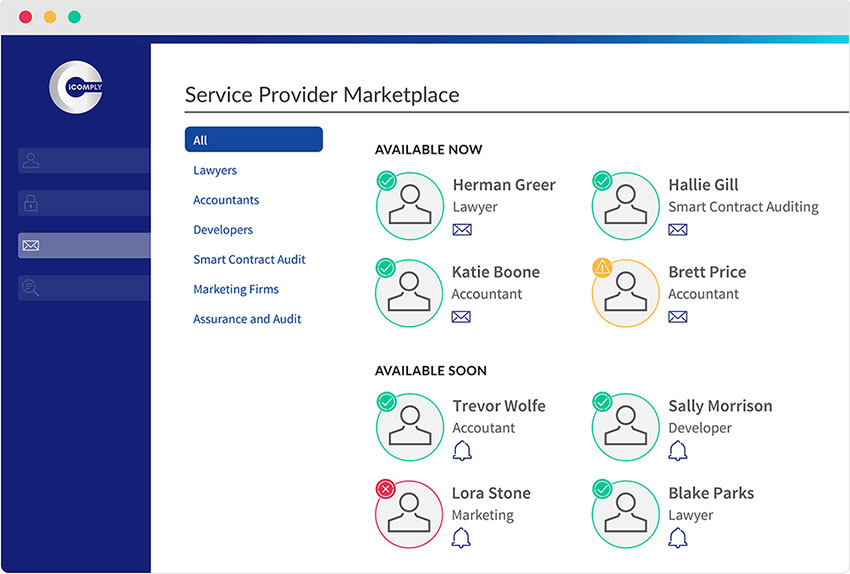 iCOMPLY
Service Provider Marketplace
All
Lawyers
Accountants
Developers
Smart Contract Audit
Marketing Firms
Assurance and Audit
AVAILABLE NOW
Herman Greer
Lawyer
Hallie Gill
Smart Contract Auditing
Katie Boone
Accountant
Brett Price
Accountant
AVAILABLE SOON
Trevor Wolfe
Accoutant
Sally Morrison
Developer
Lora Stone
Marketing
Blake Parks
Lawyer